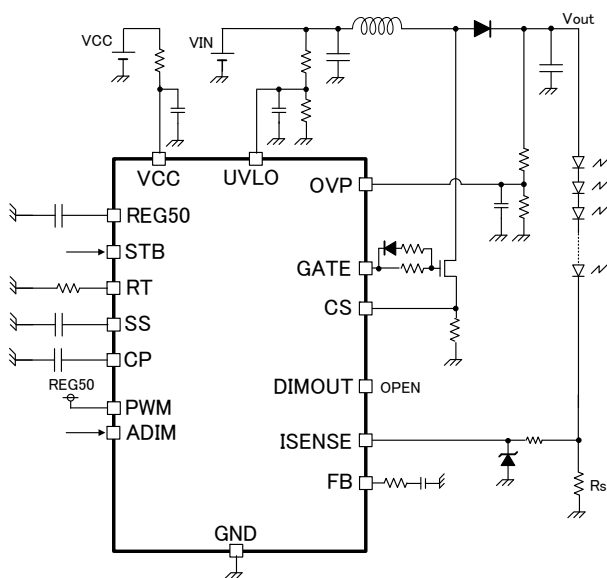 VCC
VIN
Vout
VCC
UVLO
OVP
REG50
STB
GATE
RT
CS
SS
CP
REG50
DIMOUT
OPEN
PWM
ADIM
ISENSE
FB
Rs
GND